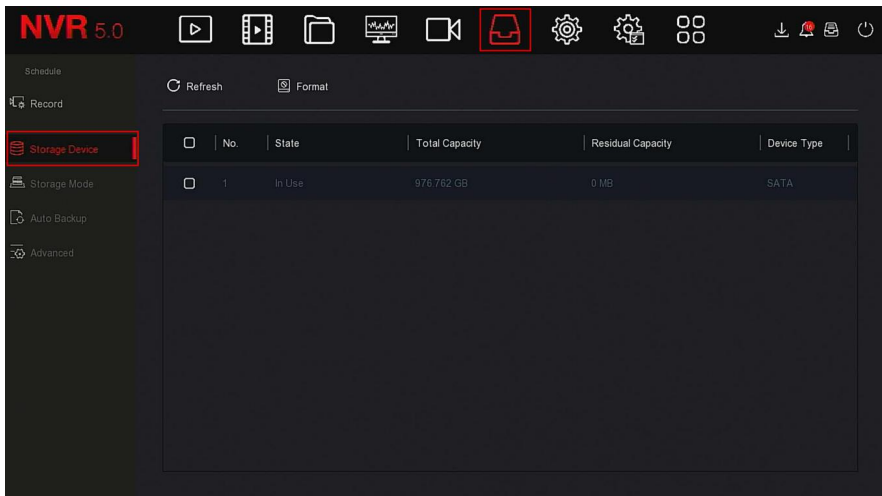 NVR 5.0
Schedule
Record
Storage Device
Storage Mode
Auto Backup
Advanced
Refresh Format
No. State Total Capacity Residual Capacity Device Type
1 In Use 976.762 GB 0 MB SATA